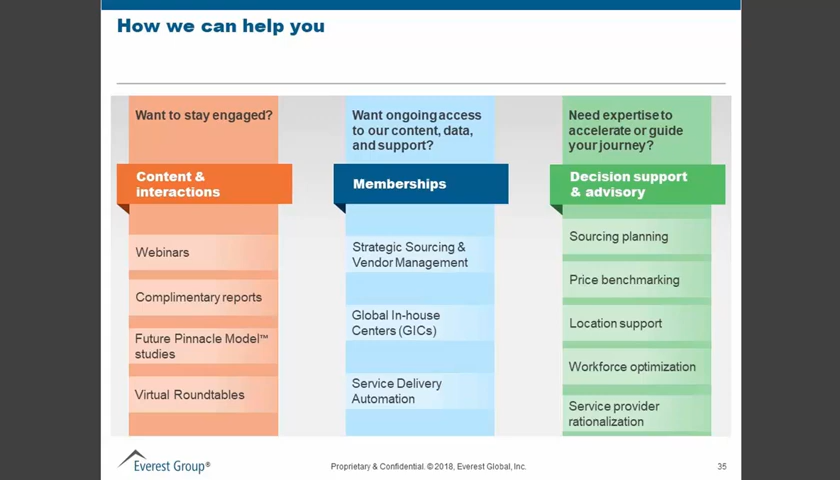 How we can help you
Want to stay engaged?
Content &
interactions
Webinars
Complimentary reports
Future Pinnacle Model™
studies
Virtual Roundtables
Want ongoing access
to our content, data,
and support?
Memberships
Strategic Sourcing &
Vendor Management
Global In-house
Centers (GICs)
Service Delivery
Automation
Need expertise to
accelerate or guide
your journey?
Decision support
& advisory
Sourcing planning
Price benchmarking
Location support
Workforce optimization
Service provider
rationalization
Everest Group®
Proprietary & Confidential. © 2018, Everest Global, Inc.
35